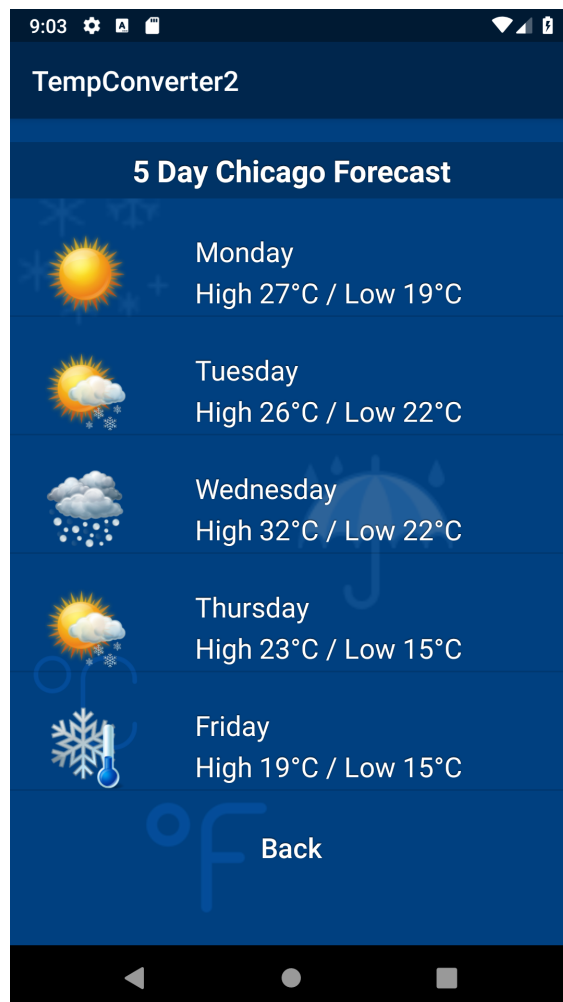 9:03
TempConverter2
5 Day Chicago Forecast
Monday
High 27°C / Low 19°C
Tuesday
High 26°C / Low 22°C
Wednesday
High 32°C / Low 22°C
Thursday
High 23°C / Low 15°C
Friday
High 19°C / Low 15°C
°C
°F
Back